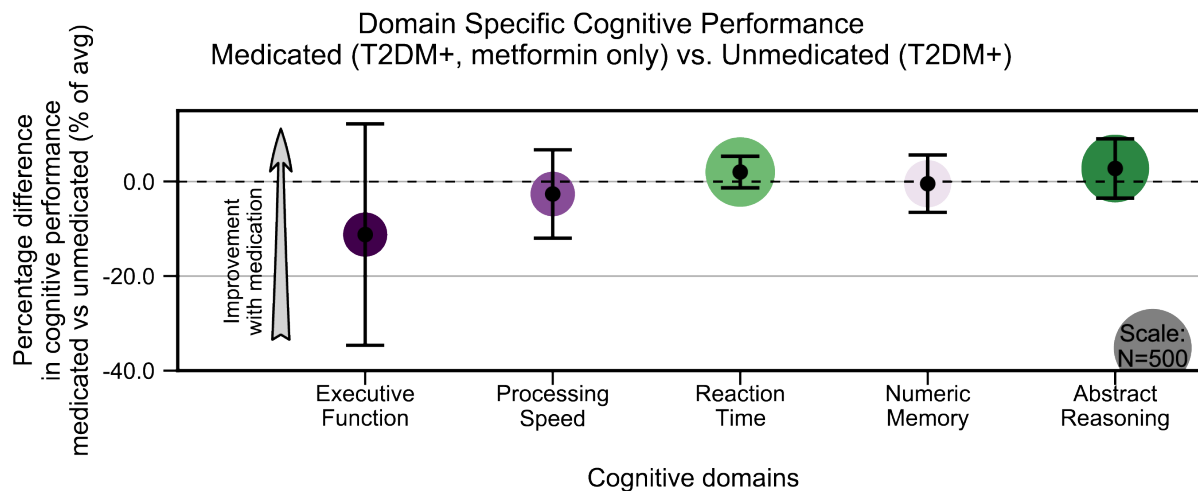 Domain Specific Cognitive Performance
Medicated (T2DM+, metformin only) vs. Unmedicated (T2DM+)
Percentage difference
in cognitive performance
medicated vs unmedicated (% of avg)
0.0
-20.0
-40.0
Improvement
with medication
Scale:
N=500
Executive
Function
Processing
Speed
Reaction
Time
Numeric
Memory
Abstract
Reasoning
Cognitive domains